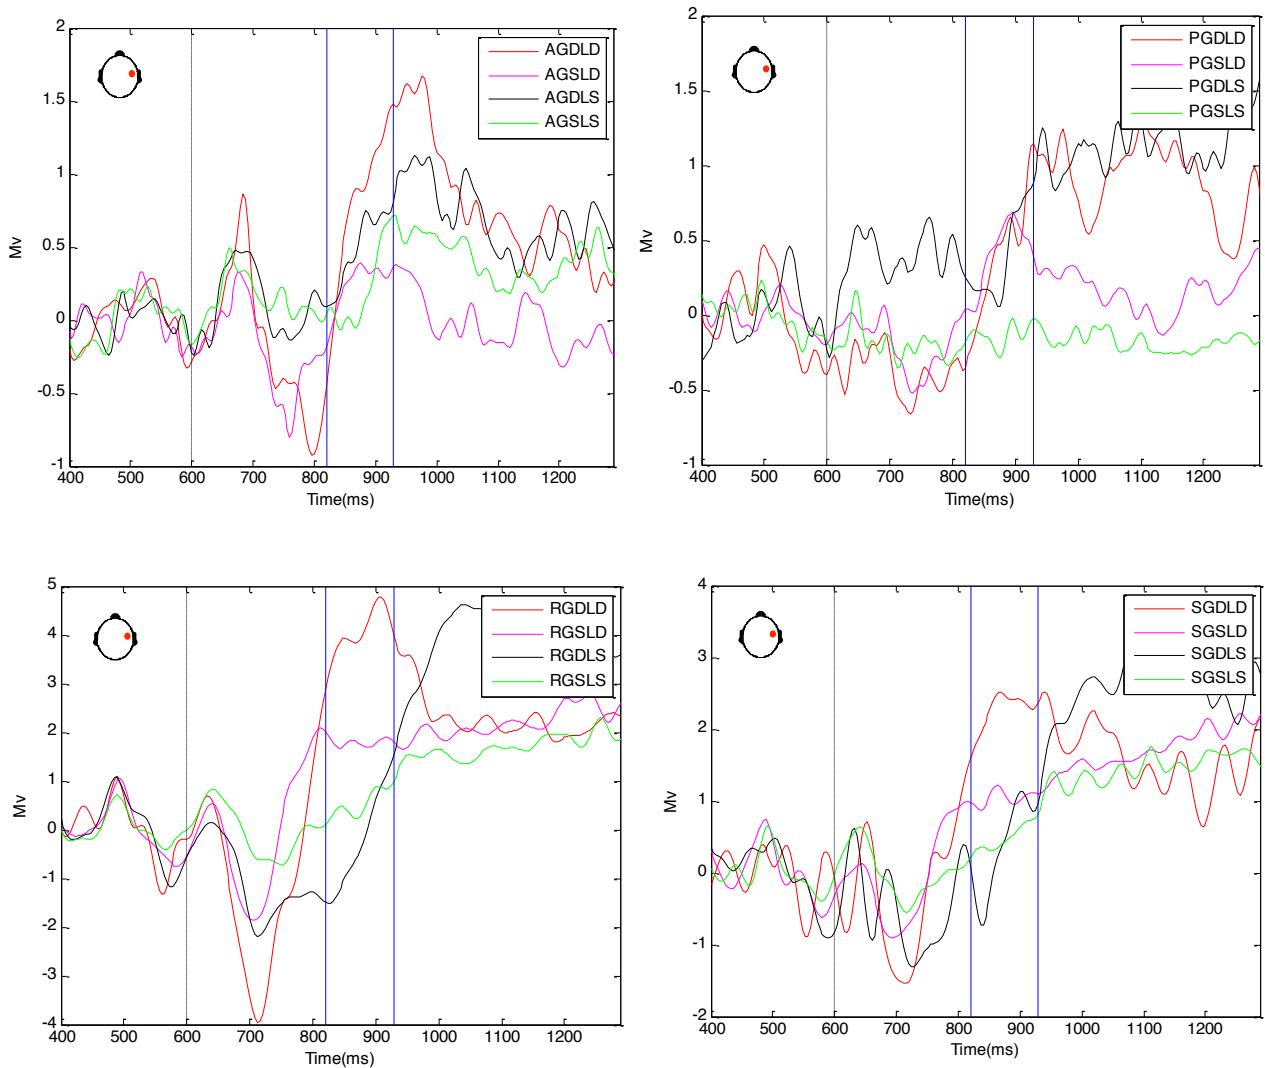 2
1.5
1
0.5
0
-0.5
-1
Mv
400 500 600 700 800 900 1000 1100 1200
Time(ms)
AGDLD
AGSLD
AGDLS
AGSLS
2
1.5
1
0.5
0
-0.5
-1
Mv
400 500 600 700 800 900 1000 1100 1200
Time(ms)
PGDLD
PGSLD
PGDLS
PGSLS
5
4
3
2
1
0
-1
-2
-3
-4
Mv
400 500 600 700 800 900 1000 1100 1200
Time(ms)
RGDLD
RGSLD
RGDLS
RGSLS
4
3
2
1
0
-1
-2
Mv
400 500 600 700 800 900 1000 1100 1200
Time(ms)
SGDLD
SGSLD
SGDLS
SGSLS